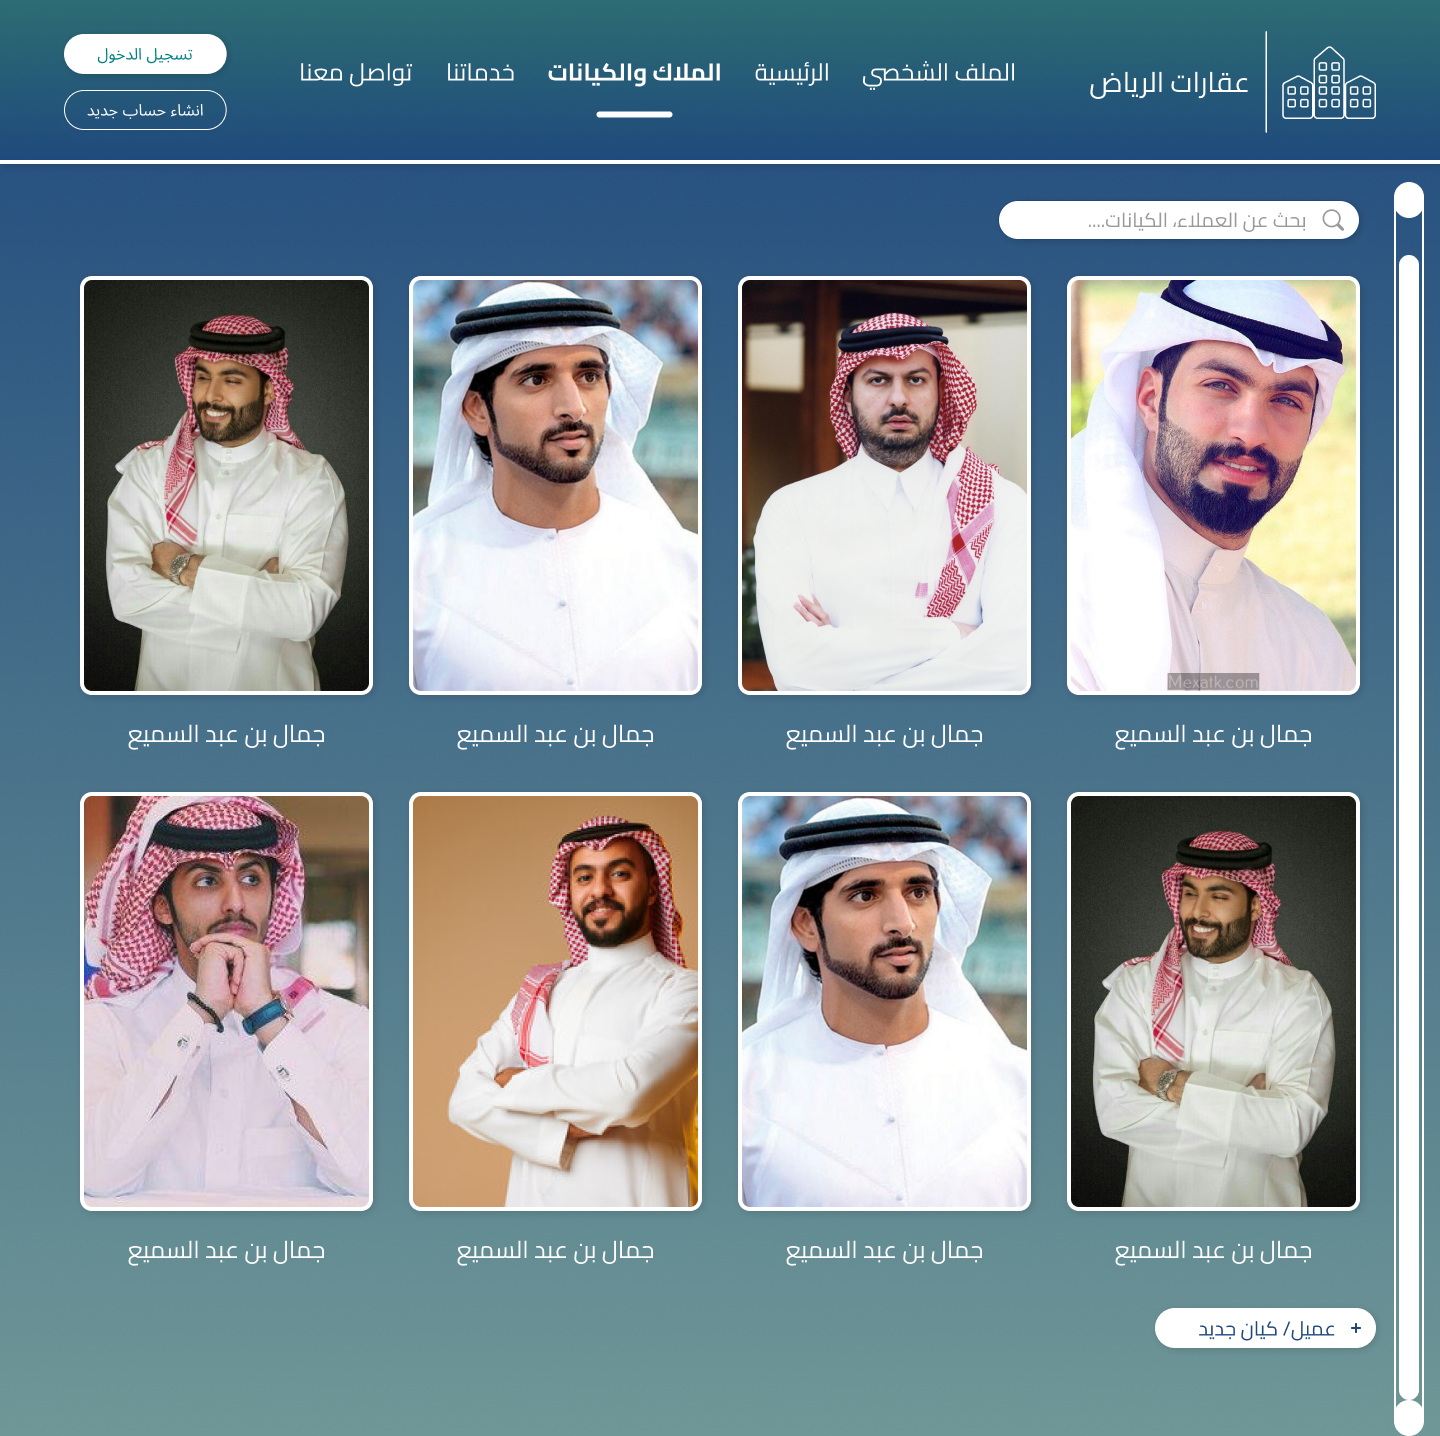 عقارات الرياض
الملف الشخصي
الرئيسية
الملاك والكيانات
خدماتنا
تواصل معنا
تسجيل الدخول
انشاء حساب جديد
بحث عن العملاء، الكيانات....
Mexatk.com
جمال بن عبد السميع
جمال بن عبد السميع
جمال بن عبد السميع
جمال بن عبد السميع
جمال بن عبد السميع
جمال بن عبد السميع
جمال بن عبد السميع
جمال بن عبد السميع
+ عميل/ كيان جديد